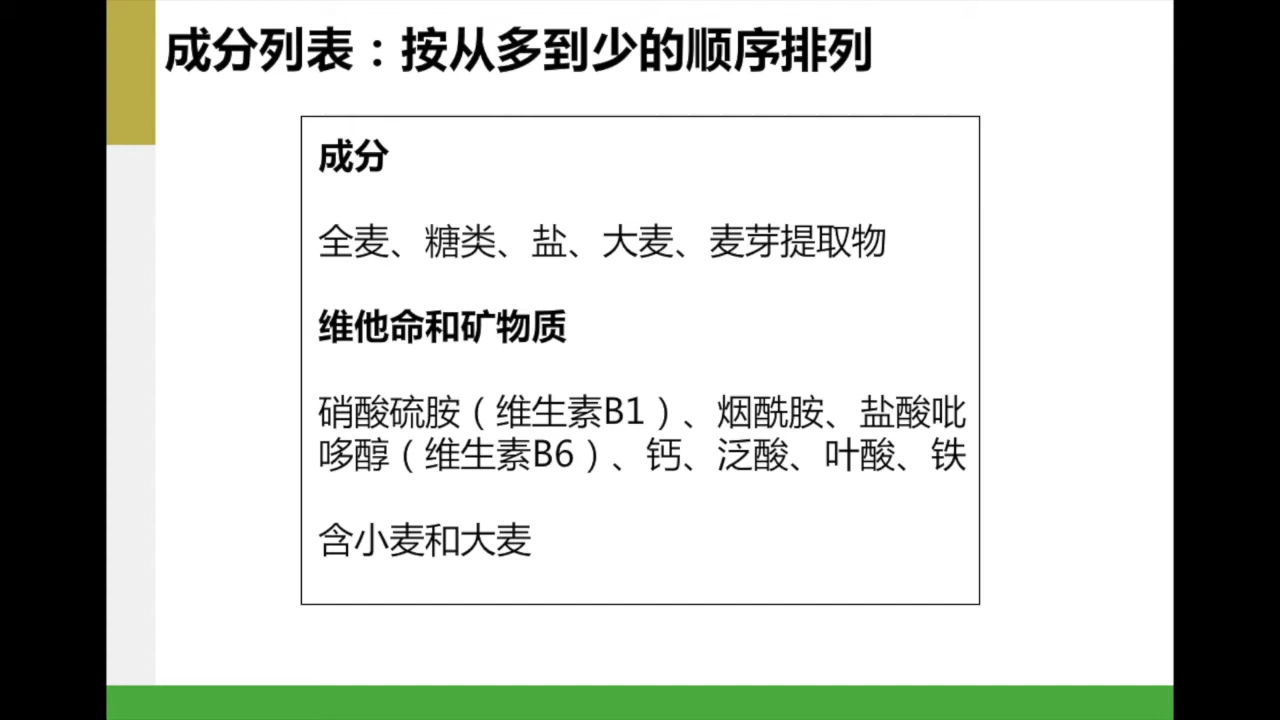 成分列表：按从多到少的顺序排列
成分
全麦、糖类、盐、大麦、麦芽提取物
维他命和矿物质
硝酸硫胺（维生素B1）、烟酰胺、盐酸吡
哆醇（维生素B6）、钙、泛酸、叶酸、铁
含小麦和大麦